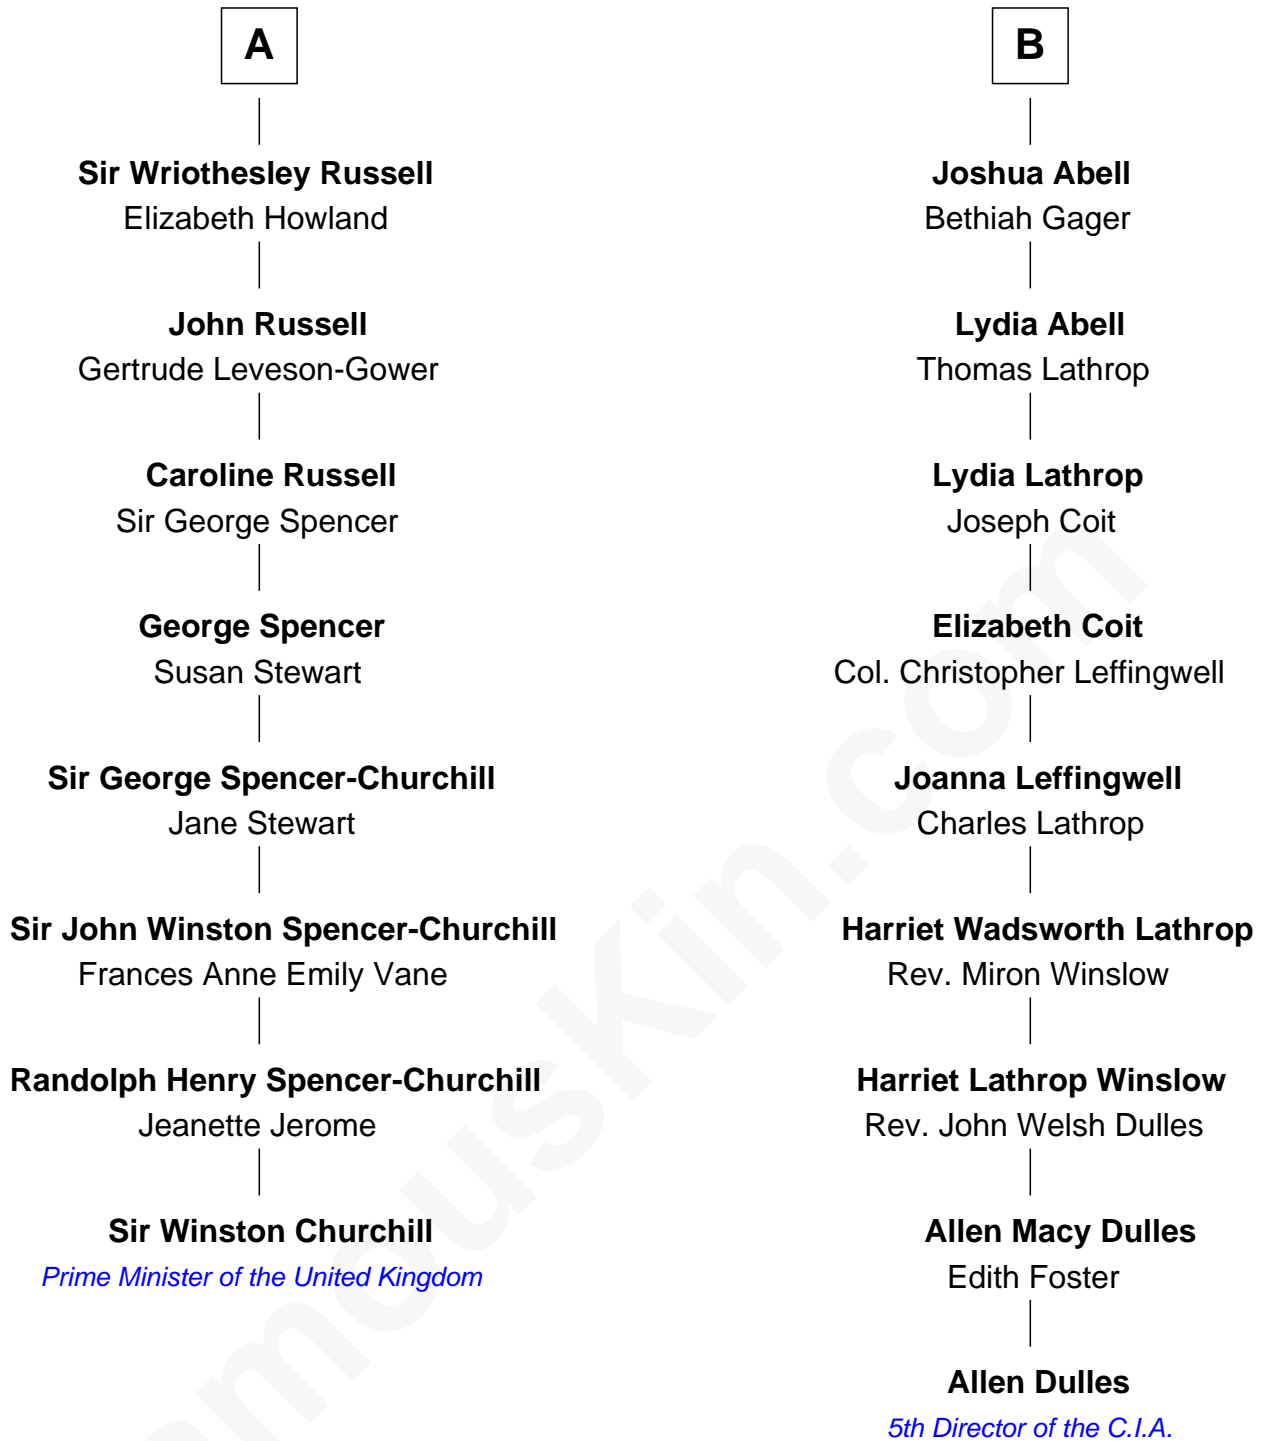 A
Sir Wriothesley Russell
Elizabeth Howland
John Russell
Gertrude Leveson-Gower
Caroline Russell
Sir George Spencer
George Spencer
Susan Stewart
Sir George Spencer-Churchill
Jane Stewart
Sir John Winston Spencer-Churchill
Frances Anne Emily Vane
Randolph Henry Spencer-Churchill
Jeanette Jerome
Sir Winston Churchill
Prime Minister of the United Kingdom
B
Joshua Abell
Bethiah Gager
Lydia Abell
Thomas Lathrop
Lydia Lathrop
Joseph Coit
Elizabeth Coit
Col. Christopher Leffingwell
Joanna Leffingwell
Charles Lathrop
Harriet Wadsworth Lathrop
Rev. Miron Winslow
Harriet Lathrop Winslow
Rev. John Welsh Dulles
Allen Macy Dulles
Edith Foster
Allen Dulles
5th Director of the C.I.A.
amouskin.com